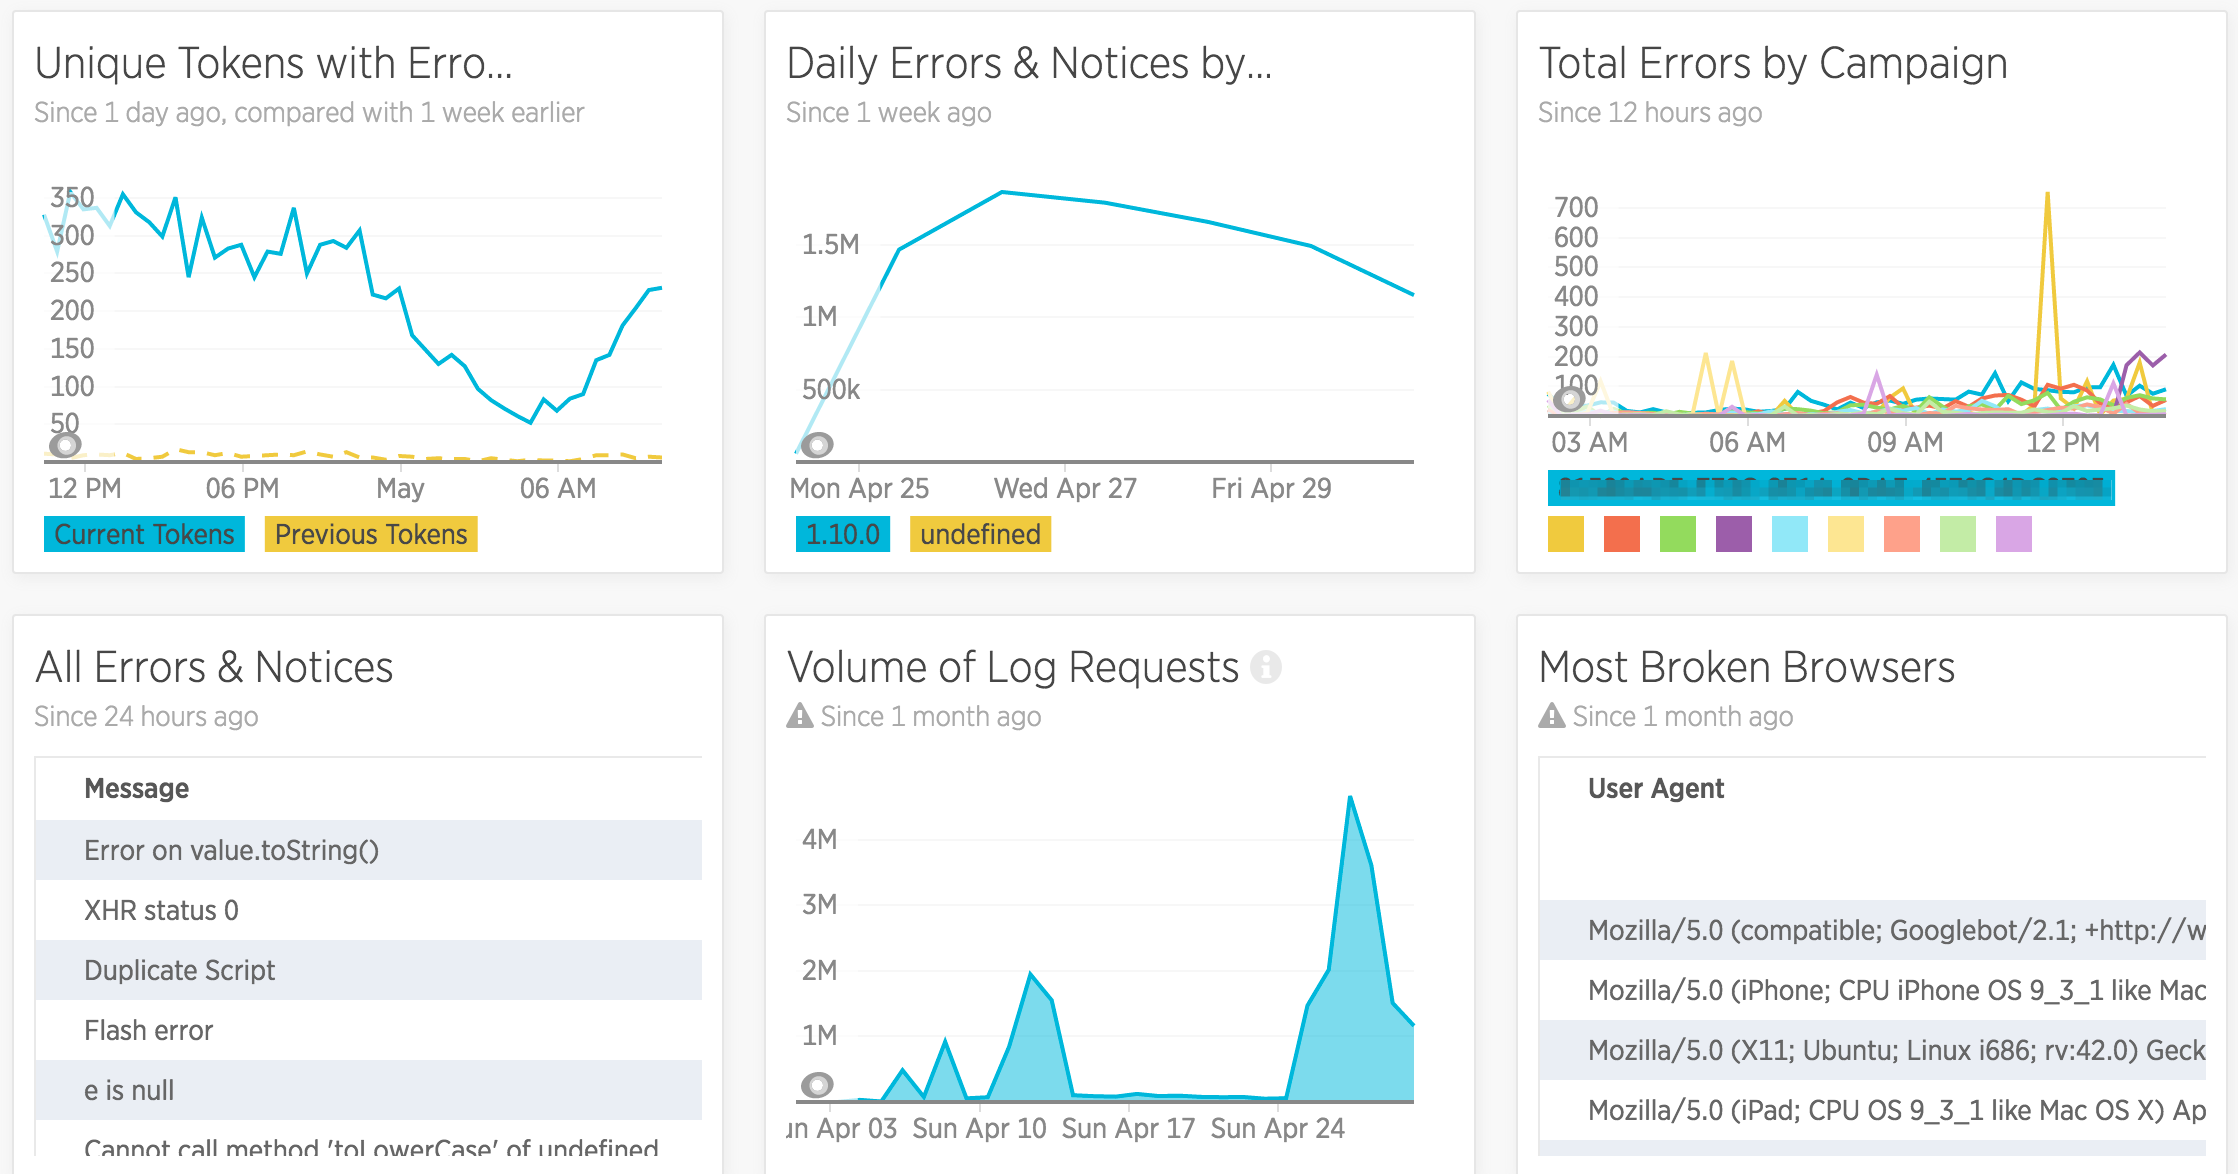 Unique Tokens with Erro...
Since 1 day ago, compared with 1 week earlier
350
300
250
200
150
100
50
12 PM 06 PM May 06 AM
Current Tokens Previous Tokens
Daily Errors & Notices by...
Since 1 week ago
1.5M
1M
500k
Mon Apr 25 Wed Apr 27 Fri Apr 29
1.10.0 undefined
Total Errors by Campaign
Since 12 hours ago
700
600
500
400
300
200
100
03 AM 06 AM 09 AM 12 PM
All Errors & Notices
Since 24 hours ago
Message
Error on value.toString()
XHR status 0
Duplicate Script
Flash error
e is null
Cannot call method 'toLowerCase' of undefined
Volume of Log Requests
Since 1 month ago
4M
3M
2M
1M
un Apr 03 Sun Apr 10 Sun Apr 17 Sun Apr 24
Most Broken Browsers
Since 1 month ago
User Agent
Mozilla/5.0 (compatible; Googlebot/2.1; +http://w
Mozilla/5.0 (iPhone; CPU iPhone OS 9_3_1 like Mac
Mozilla/5.0 (X11; Ubuntu; Linux i686; rv:42.0) Geck
Mozilla/5.0 (iPad; CPU OS 9_3_1 like Mac OS X) Ap